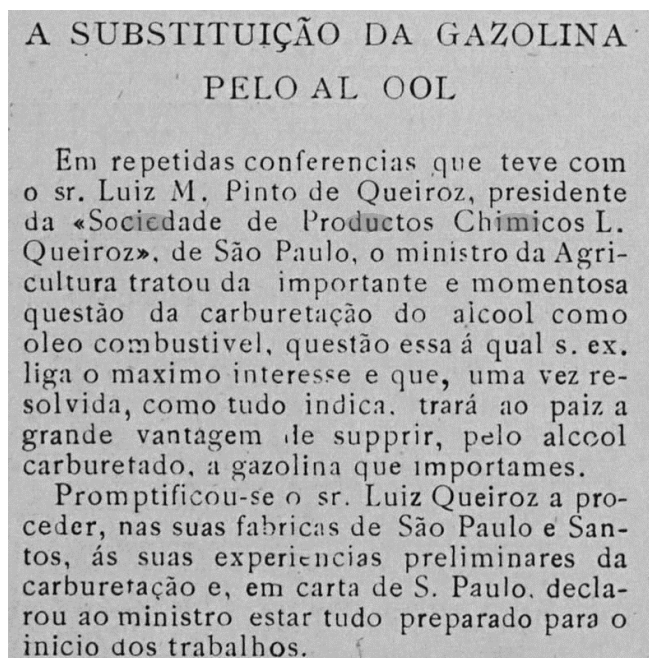 A SUBSTITUIÇÃO DA GAZOLINA
PELO AL OOL
Em repetidas conferencias que teve com
o sr. Luiz M. Pinto de Queiroz, presidente
da «Sociedade de Productos Chimicos L.
Queiroz», de São Paulo, o ministro da Agri-
cultura tratou da importante e momentosa
questão da carburetação do alcool como
oleo combustivel, questão essa á qual s. ex.
liga o maximo interesse e que, uma vez re-
solvida, como tudo indica. trará ao paiz a
grande vantagem de supprir, pelo alcool
carburetado, a gazolina que importames.
Promptificou-se o sr. Luiz Queiroz a pro-
ceder, nas suas fabricas de São Paulo e San-
tos, ás suas experiencias preliminares da
carburetação e, em carta de S. Paulo. decla-
rou ao ministro estar tudo preparado para o
inicio dos trabalhos.